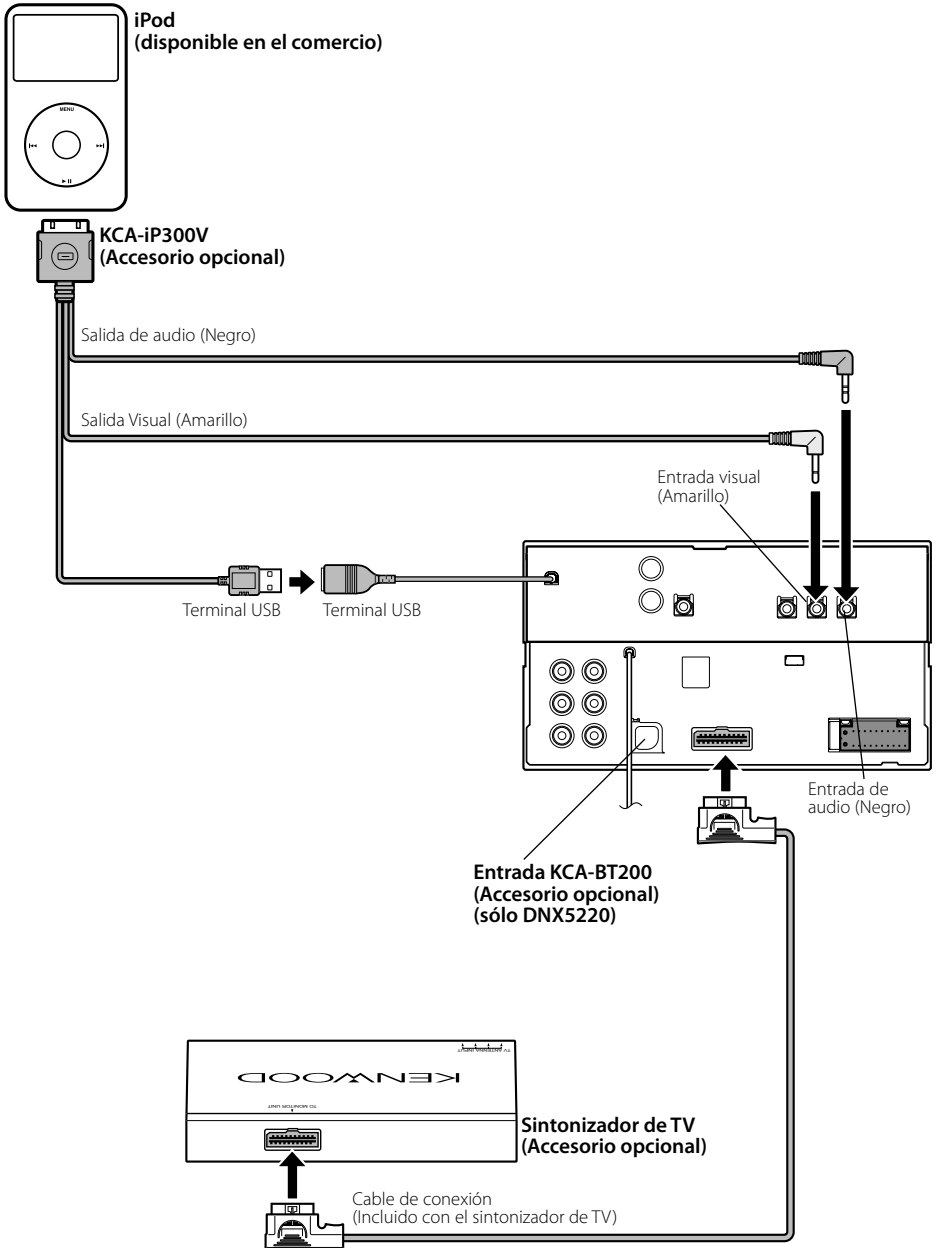 iPod
(disponible en el comercio)
MENU
KCA-iP300V
(Accesorio opcional)
Salida de audio (Negro)
Salida Visual (Amarillo)
Entrada visual
(Amarillo)
Terminal USB
Terminal USB
Entrada de
audio (Negro)
Entrada KCA-BT200
(Accesorio opcional)
(sólo DNX5220)
TV ANTENNA INPUT
KENWOOD
TO MONITOR UNIT
Sintonizador de TV
(Accesorio opcional)
Cable de conexión
(Incluido con el sintonizador de TV)